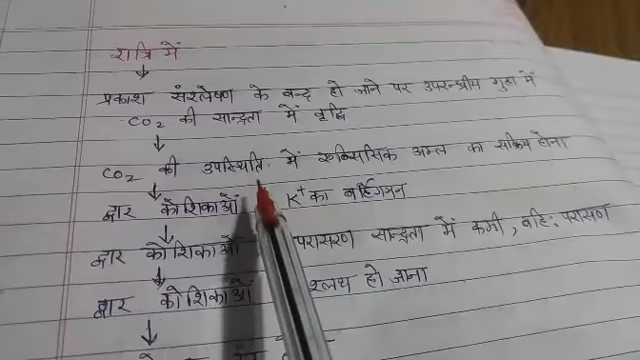 रात्रि में
↓
प्रकाश संश्लेषण के बन्द हो जाने पर उपरन्ध्रीय गुहा में
CO₂ की सान्द्रता में वृद्धि
↓
CO₂ की उपस्थिति में एब्सिसिक अम्ल का सक्रिय होना
↓
द्वार कोशिकाओं K⁺ का बर्हिगमन
↓
द्वार कोशिकाओं परासरण सान्द्रता में कमी, बहि: परासरण
↓
द्वार कोशिकाओं श्लथ हो जाना
↓